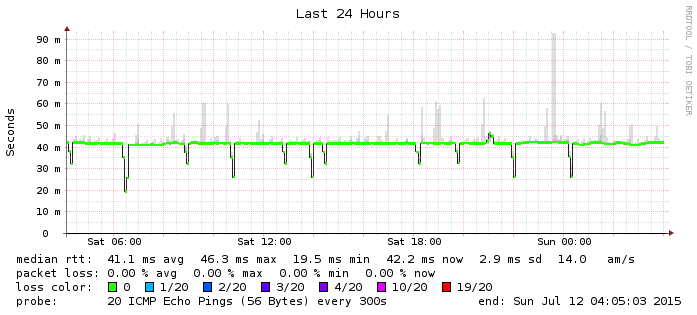 Last 24 Hours
RRDTOOL / TOBI OETIKER
Seconds
90 m
80 m
70 m
60 m
50 m
40 m
30 m
20 m
10 m
0
Sat 06:00 Sat 12:00 Sat 18:00 Sun 00:00
median rtt: 41.1 ms avg 46.3 ms max 19.5 ms min 42.2 ms now 2.9 ms sd 14.0 am/s
packet loss: 0.00 % avg 0.00 % max 0.00 % min 0.00 % now
loss color: 0 1/20 2/20 3/20 4/20 10/20 19/20
probe: 20 ICMP Echo Pings (56 Bytes) every 300s end: Sun Jul 12 04:05:03 2015